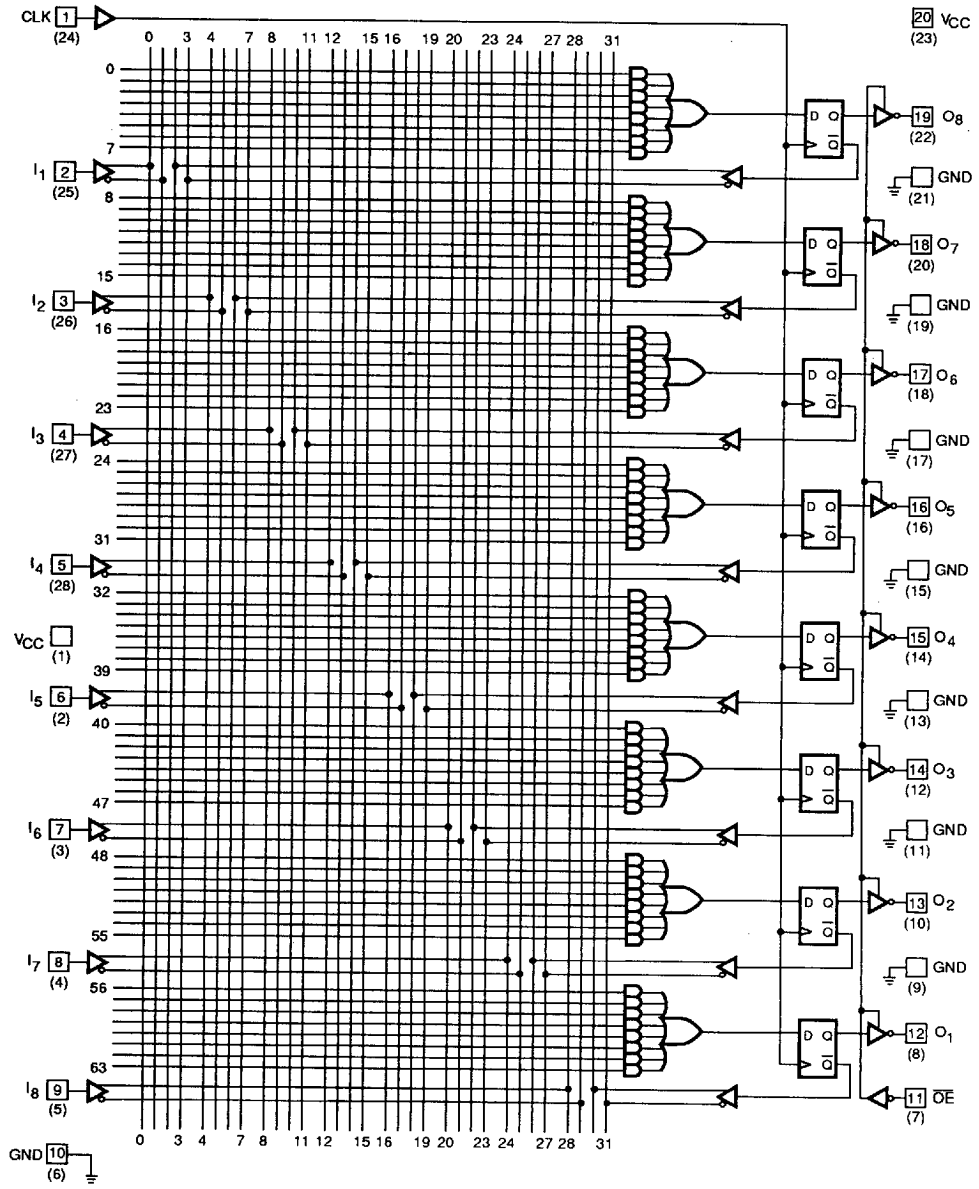 CLK 1 20 VCC
(24) (23)
0 3 4 7 8 11 12 15 16 19 20 23 24 27 28 31
0
D Q 19 O8
Q̅ (22)
7
I1 2 GND
(25) (21)
8
D Q 18 O7
Q̅ (20)
15
I2 3 GND
(26) (19)
16
D Q 17 O6
Q̅ (18)
23
I3 4 GND
(27) (17)
24
D Q 16 O5
Q̅ (16)
31
I4 5 GND
(28) (15)
32
VCC D Q 15 O4
(1) Q̅ (14)
39
I5 6 GND
(2) (13)
40
D Q 14 O3
Q̅ (12)
47
I6 7 GND
(3) (11)
48
D Q 13 O2
Q̅ (10)
55
I7 8 GND
(4) (9)
56
D Q 12 O1
Q̅ (8)
63
I8 9 11 O̅E̅
(5) (7)
0 3 4 7 8 11 12 15 16 19 20 23 24 27 28 31
GND 10
(6)